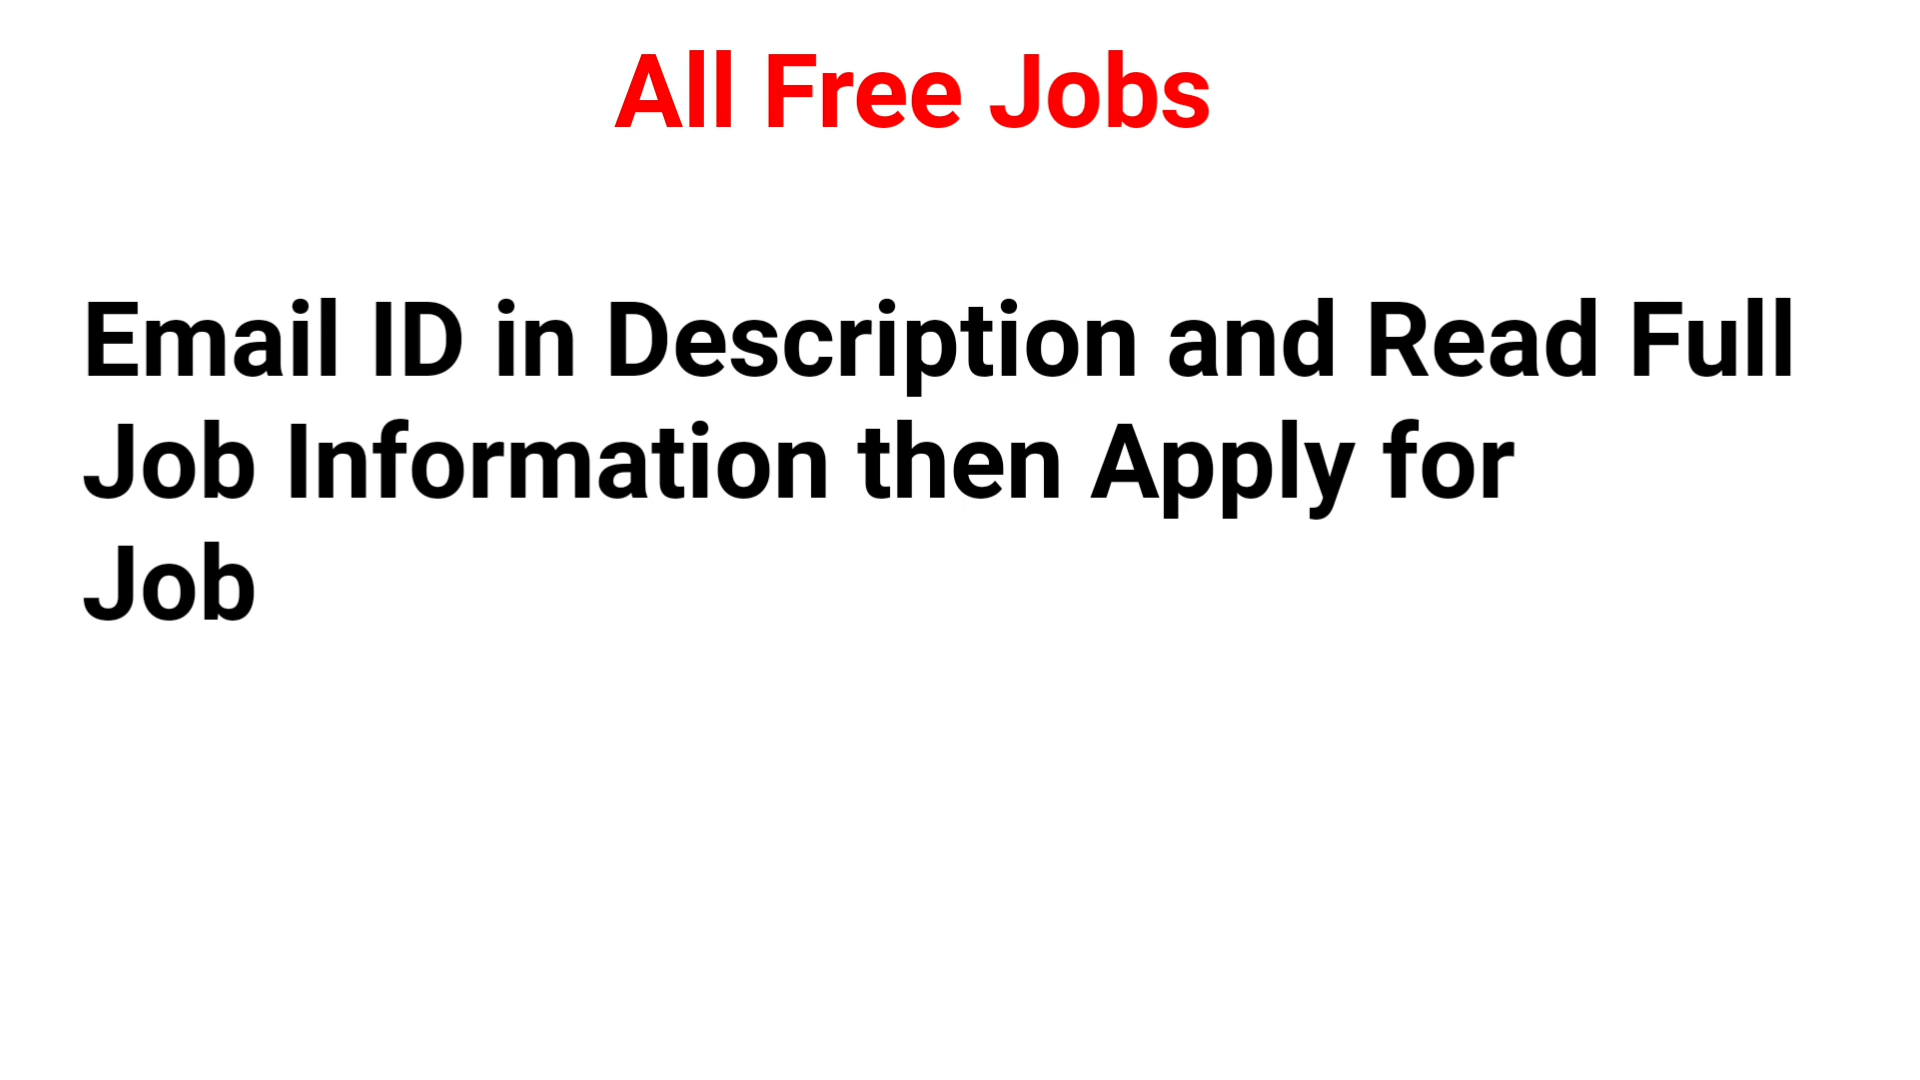 All Free Jobs
Email ID in Description and Read Full
Job Information then Apply for
Job